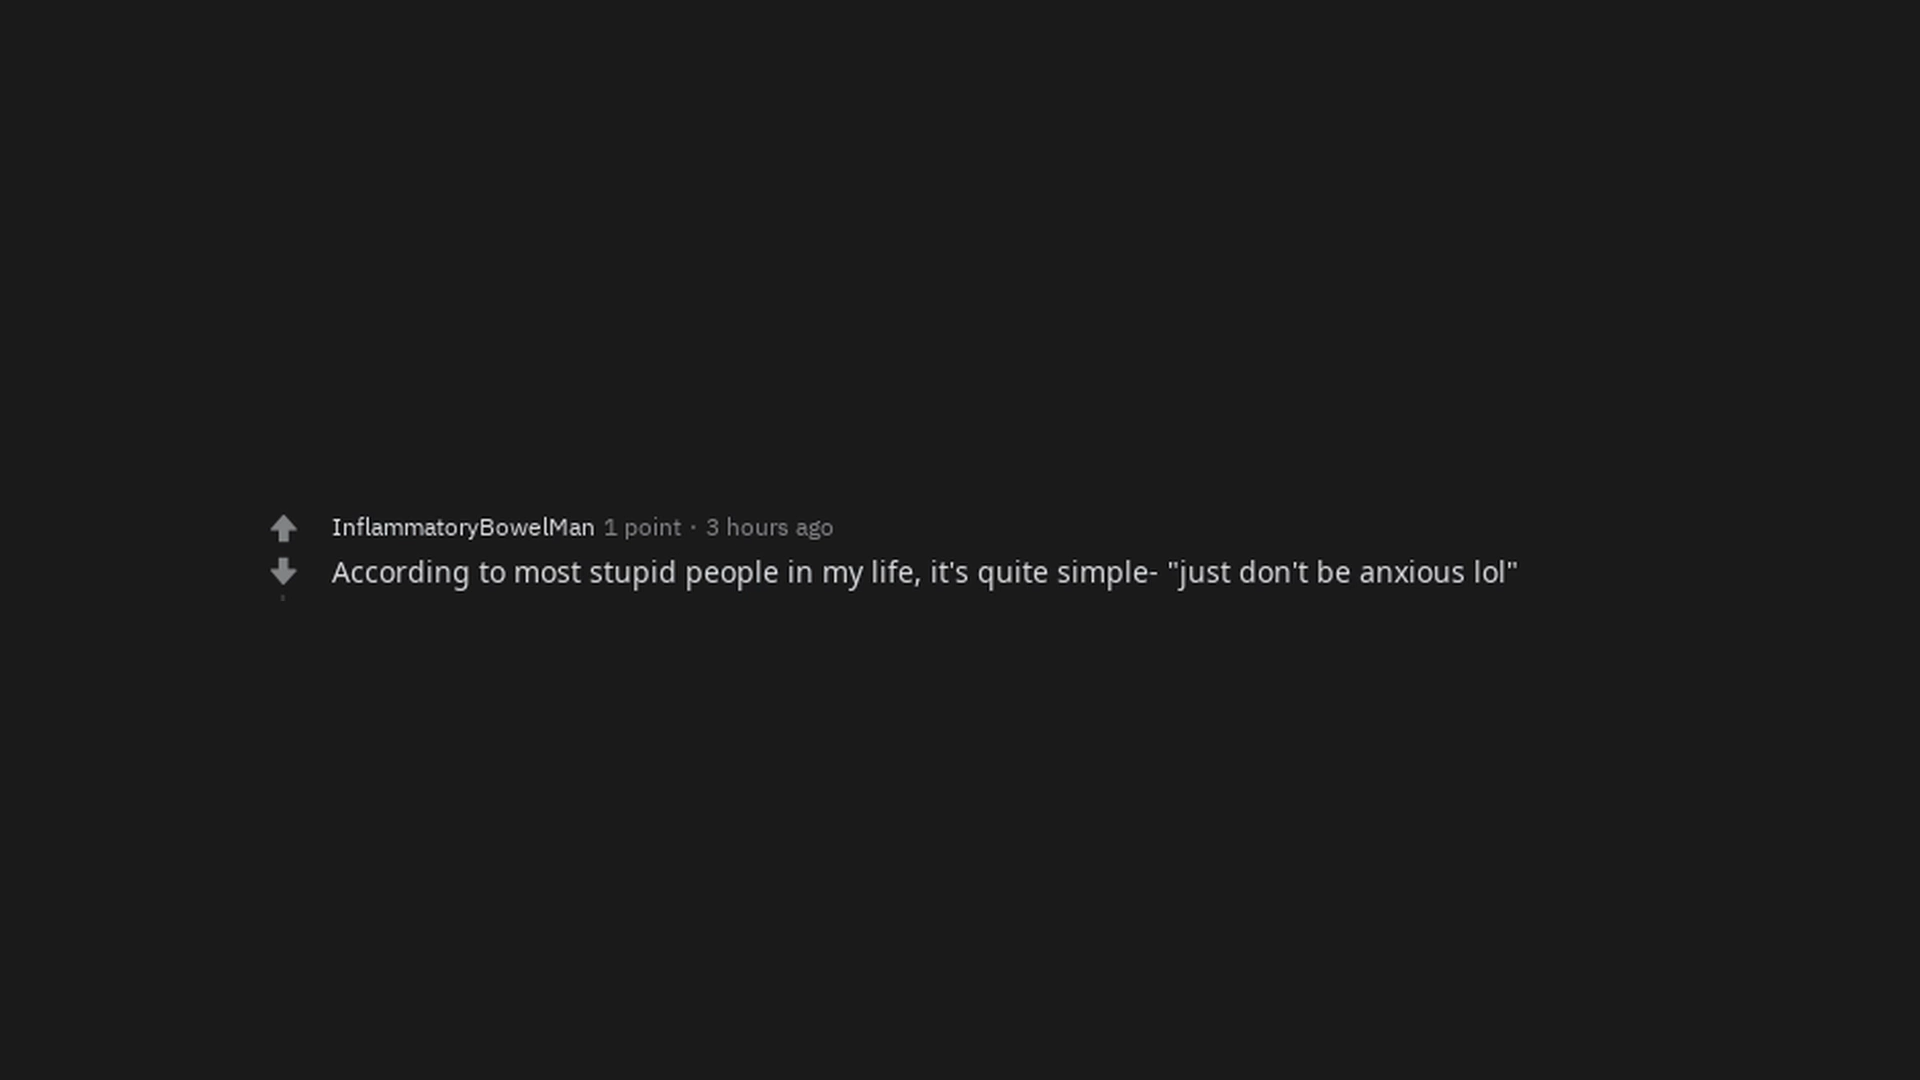 InflammatoryBowelMan 1 point · 3 hours ago
According to most stupid people in my life, it's quite simple- "just don't be anxious lol"